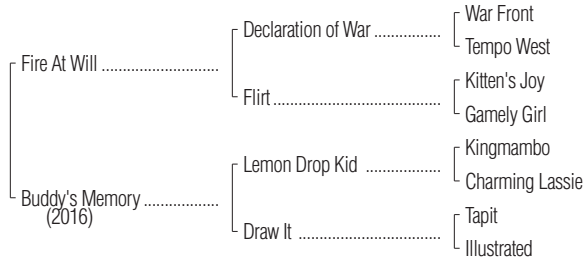 War Front
Declaration of War ................
Tempo West
Fire At Will ............................
Kitten's Joy
Flirt .........................................
Gamely Girl
Kingmambo
Lemon Drop Kid ..................
Charming Lassie
Buddy's Memory ..................
(2016)
Tapit
Draw It ...................................
Illustrated